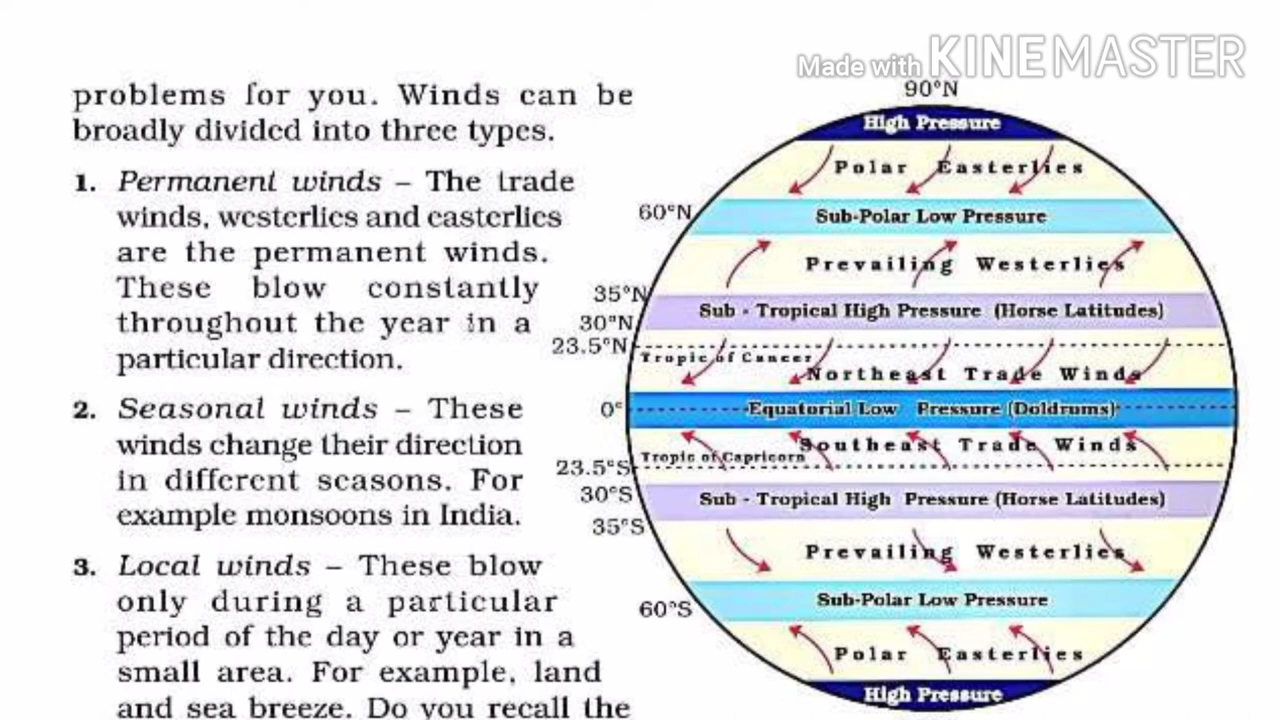 Made with KINEMASTER
problems for you. Winds can be
broadly divided into three types.
1. Permanent winds – The trade
winds, westerlies and easterlies
are the permanent winds.
These blow constantly
throughout the year in a
particular direction.
2. Seasonal winds – These
winds change their direction
in different seasons. For
example monsoons in India.
3. Local winds – These blow
only during a particular
period of the day or year in a
small area. For example, land
and sea breeze. Do you recall the
90°N
High Pressure
Polar Easterlies
60°N
Sub-Polar Low Pressure
Prevailing Westerlies
35°N
Sub - Tropical High Pressure (Horse Latitudes)
30°N
23.5°N
Tropic of Cancer
Northeast Trade Winds
0°
Equatorial Low Pressure (Doldrums)
Southeast Trade Winds
Tropic of Capricorn
23.5°S
30°S
Sub - Tropical High Pressure (Horse Latitudes)
35°S
Prevailing Westerlies
60°S
Sub-Polar Low Pressure
Polar Easterlies
High Pressure